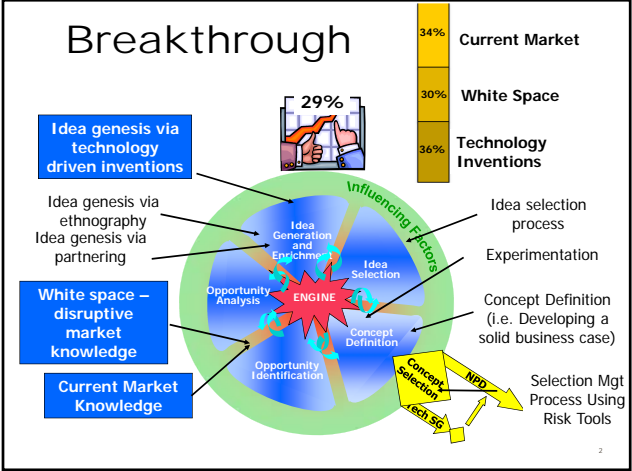 Breakthrough
34%
Current Market
30%
White Space
36%
Technology
Inventions
29%
Idea genesis via
technology
driven inventions
Idea genesis via
ethnography
Idea genesis via
partnering
White space –
disruptive
market
knowledge
Current Market
Knowledge
Influencing Factors
Idea
Generation
and
Enrichment
Idea
Selection
Opportunity
Analysis
ENGINE
Concept
Definition
Opportunity
Identification
Idea selection
process
Experimentation
Concept Definition
(i.e. Developing a
solid business case)
Concept
Selection
NPD
Tech SG
Selection Mgt
Process Using
Risk Tools
2